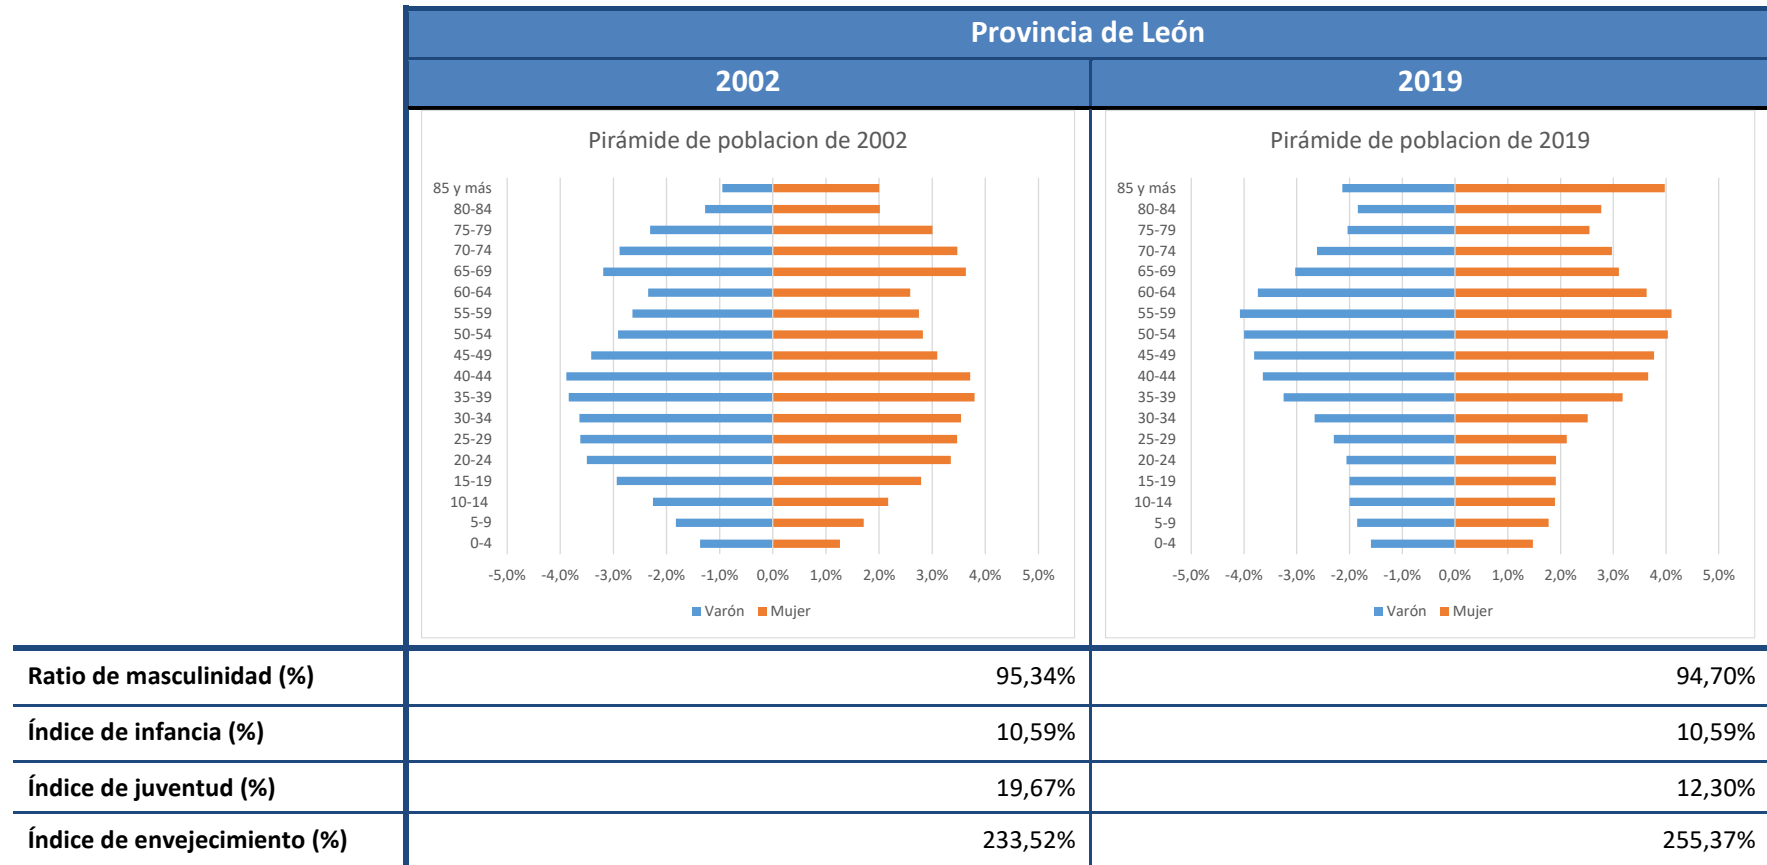 Provincia de León
2002 2019
Pirámide de poblacion de 2002
85 y más
80-84
75-79
70-74
65-69
60-64
55-59
50-54
45-49
40-44
35-39
30-34
25-29
20-24
15-19
10-14
5-9
0-4
-5,0% -4,0% -3,0% -2,0% -1,0% 0,0% 1,0% 2,0% 3,0% 4,0% 5,0%
Varón Mujer
Pirámide de poblacion de 2019
85 y más
80-84
75-79
70-74
65-69
60-64
55-59
50-54
45-49
40-44
35-39
30-34
25-29
20-24
15-19
10-14
5-9
0-4
-5,0% -4,0% -3,0% -2,0% -1,0% 0,0% 1,0% 2,0% 3,0% 4,0% 5,0%
Varón Mujer
Ratio de masculinidad (%) 95,34% 94,70%
Índice de infancia (%) 10,59% 10,59%
Índice de juventud (%) 19,67% 12,30%
Índice de envejecimiento (%) 233,52% 255,37%